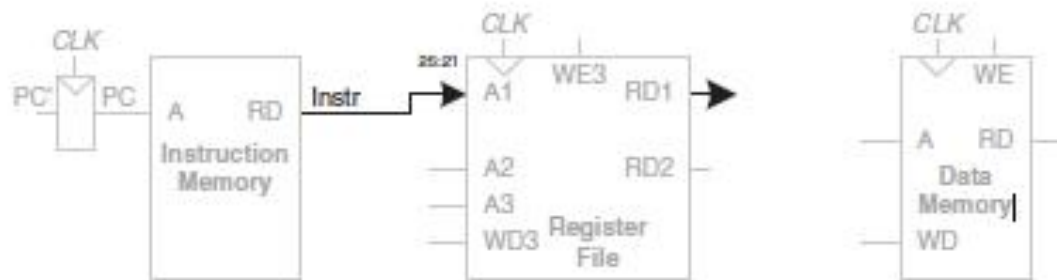 CLK
PC'
PC
A
RD
Instruction
Memory
Instr
25:21
CLK
WE3
A1
RD1
A2
RD2
A3
WD3
Register
File
CLK
WE
A
RD
Data
Memory
WD